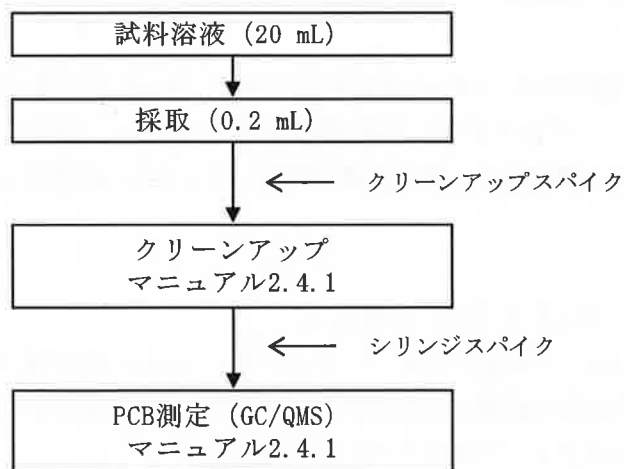 試料溶液 (20 mL)
採取 (0.2 mL)
クリーンアップスパイク
クリーンアップ
マニュアル2.4.1
シリンジスパイク
PCB測定 (GC/QMS)
マニュアル2.4.1